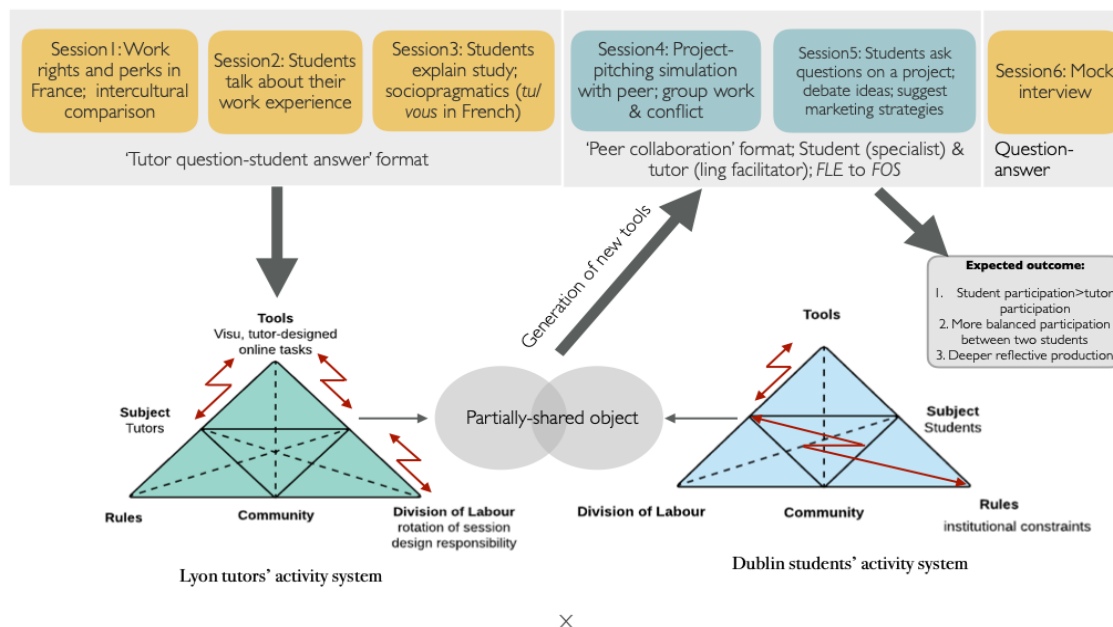 Session1: Work
rights and perks in
France; intercultural
comparison
Session2: Students
talk about their
work experience
Session3: Students
explain study;
sociopragmatics (tu/
vous in French)
Session4: Project-
pitching simulation
with peer; group work
& conflict
Session5: Students ask
questions on a project;
debate ideas; suggest
marketing strategies
Session6: Mock
interview
‘Tutor question-student answer’ format
‘Peer collaboration’ format; Student (specialist) &
tutor (ling facilitator); FLE to FOS
Question-
answer
Generation of new tools
Expected outcome:
1. Student participation>tutor
participation
2. More balanced participation
between two students
3. Deeper reflective production
Tools
Visu, tutor-designed
online tasks
Subject
Tutors
Rules
Community
Division of Labour
rotation of session
design responsibility
Lyon tutors’ activity system
Partially-shared object
Tools
Subject
Students
Division of Labour
Community
Rules
institutional constraints
Dublin students’ activity system
X